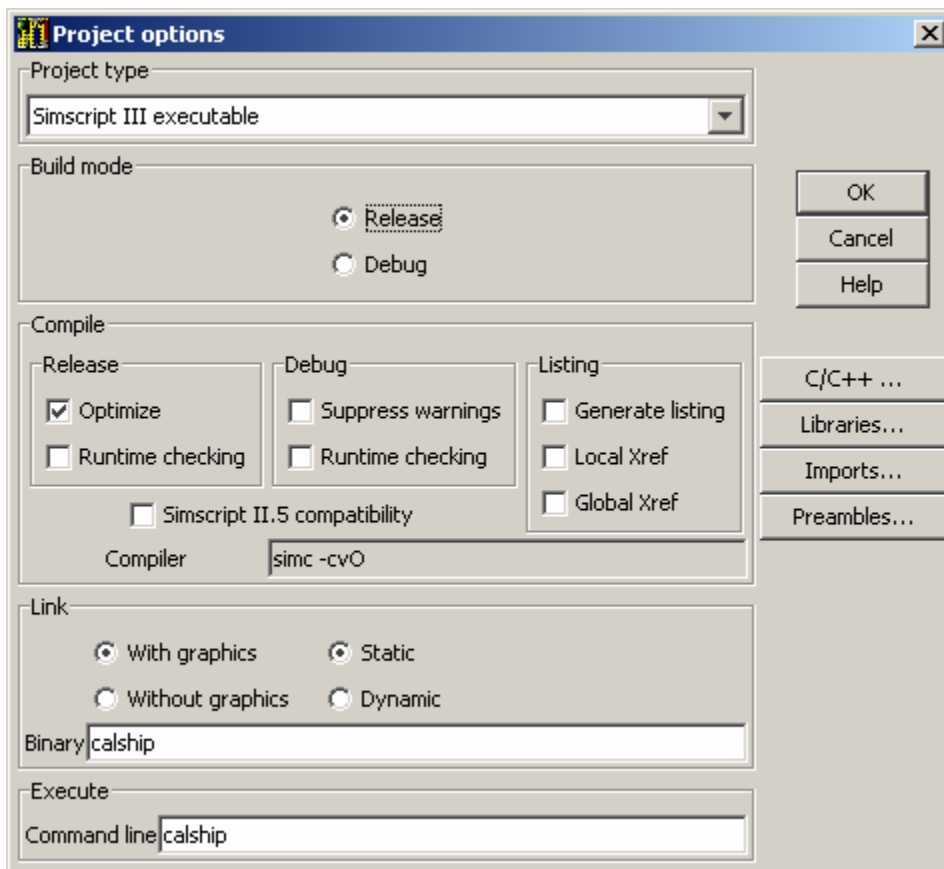 Project options
Project type
Simscript III executable
Build mode
Release
Debug
OK
Cancel
Help
Compile
Release
Optimize
Runtime checking
Debug
Suppress warnings
Runtime checking
Listing
Generate listing
Local Xref
Global Xref
Simscript II.5 compatibility
Compiler simc -cvO
C/C++ ...
Libraries...
Imports...
Preambles...
Link
With graphics Static
Without graphics Dynamic
Binary calship
Execute
Command line calship